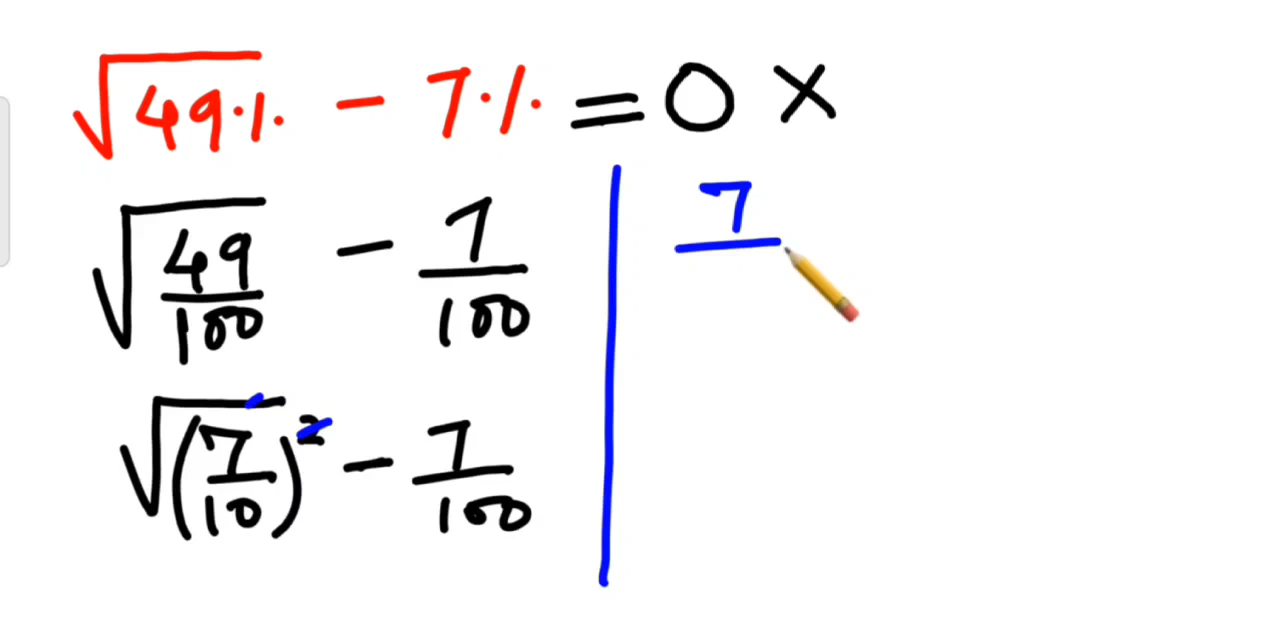 √49% - 7% = 0 ×
√(49/100) - 7/100
√(7/10)² - 7/100
7